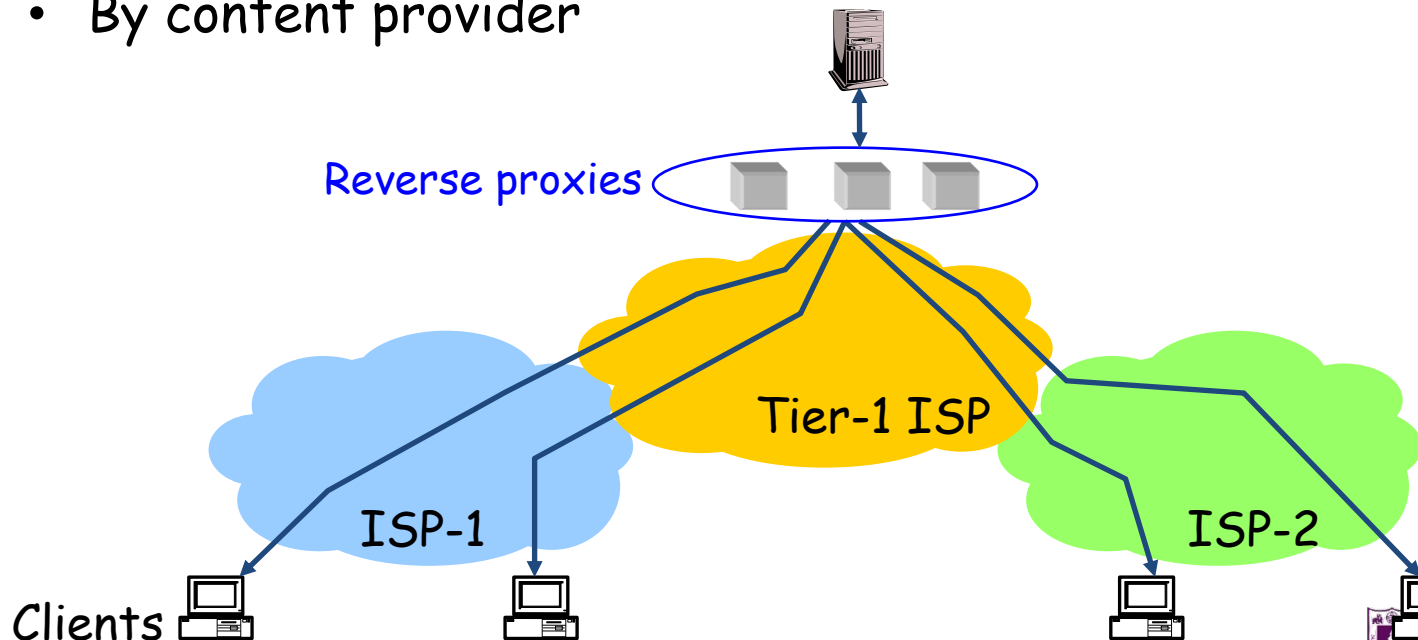 • By content provider
Reverse proxies
Tier-1 ISP
ISP-1
ISP-2
Clients